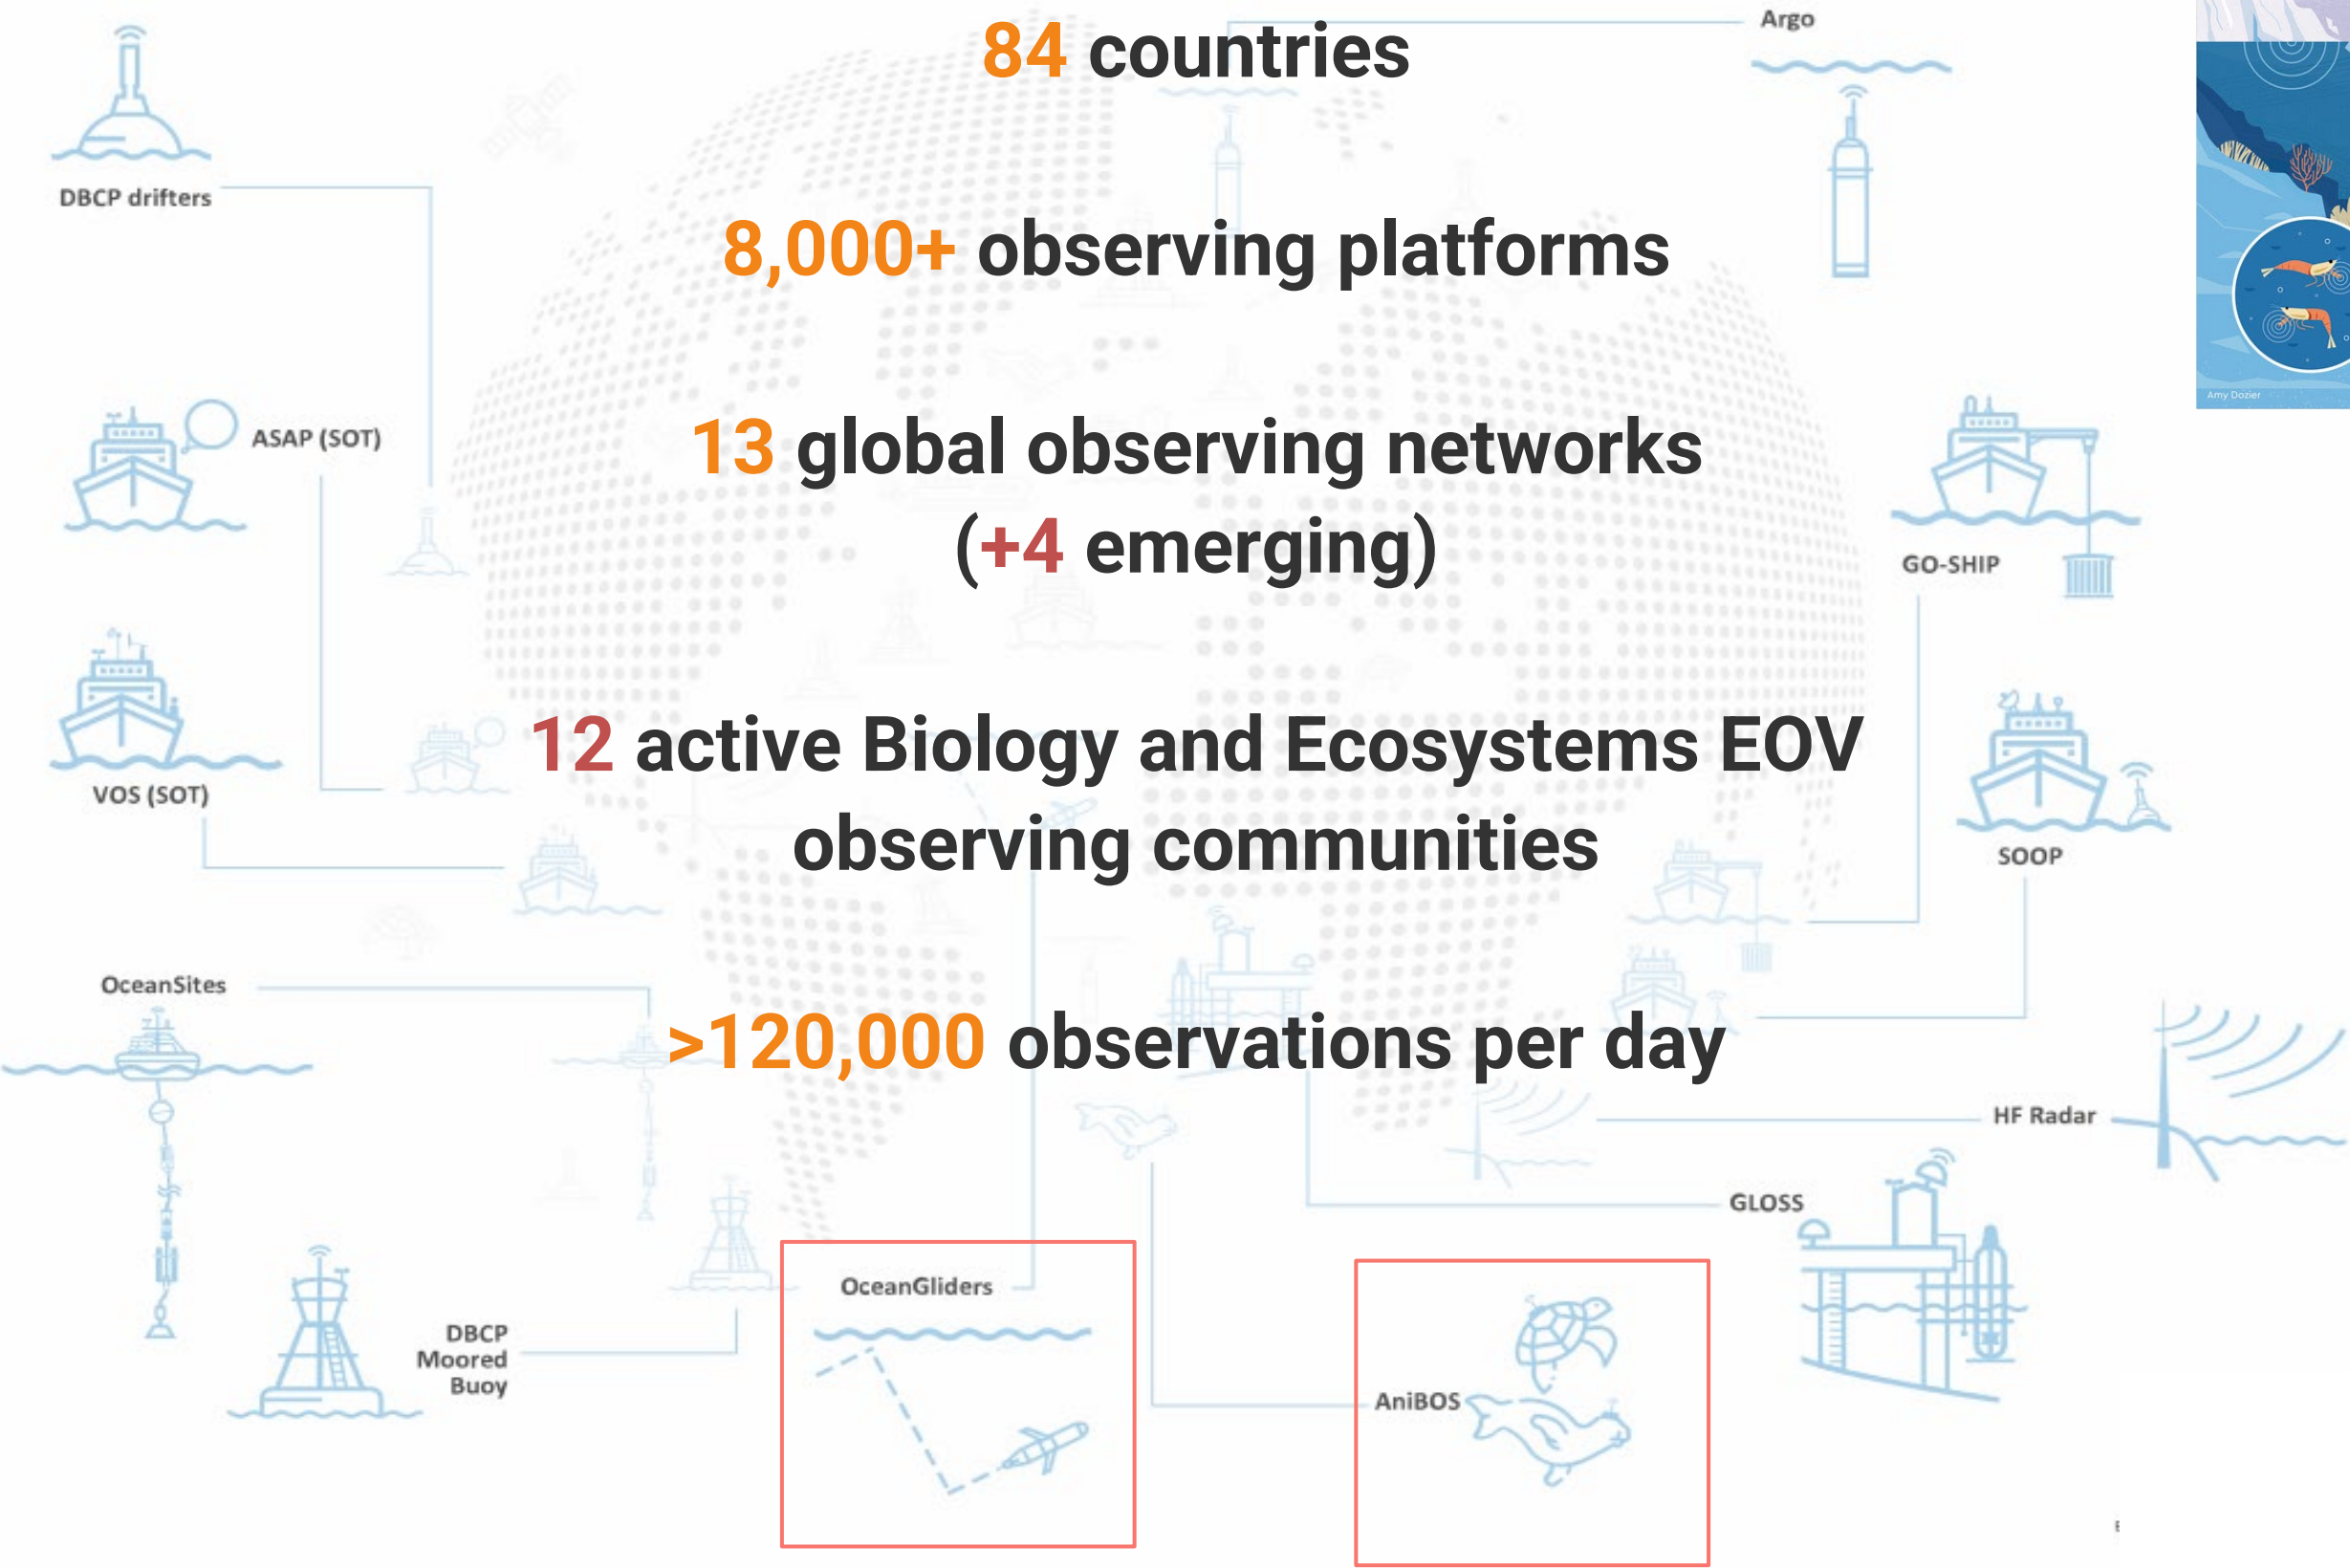 84 countries
8,000+ observing platforms
13 global observing networks
(+4 emerging)
12 active Biology and Ecosystems EOV
observing communities
>120,000 observations per day
Argo
DBCP drifters
ASAP (SOT)
VOS (SOT)
OceanSites
DBCP
Moored
Buoy
OceanGliders
AniBOS
GLOSS
HF Radar
SOOP
GO-SHIP
Amy Dozier